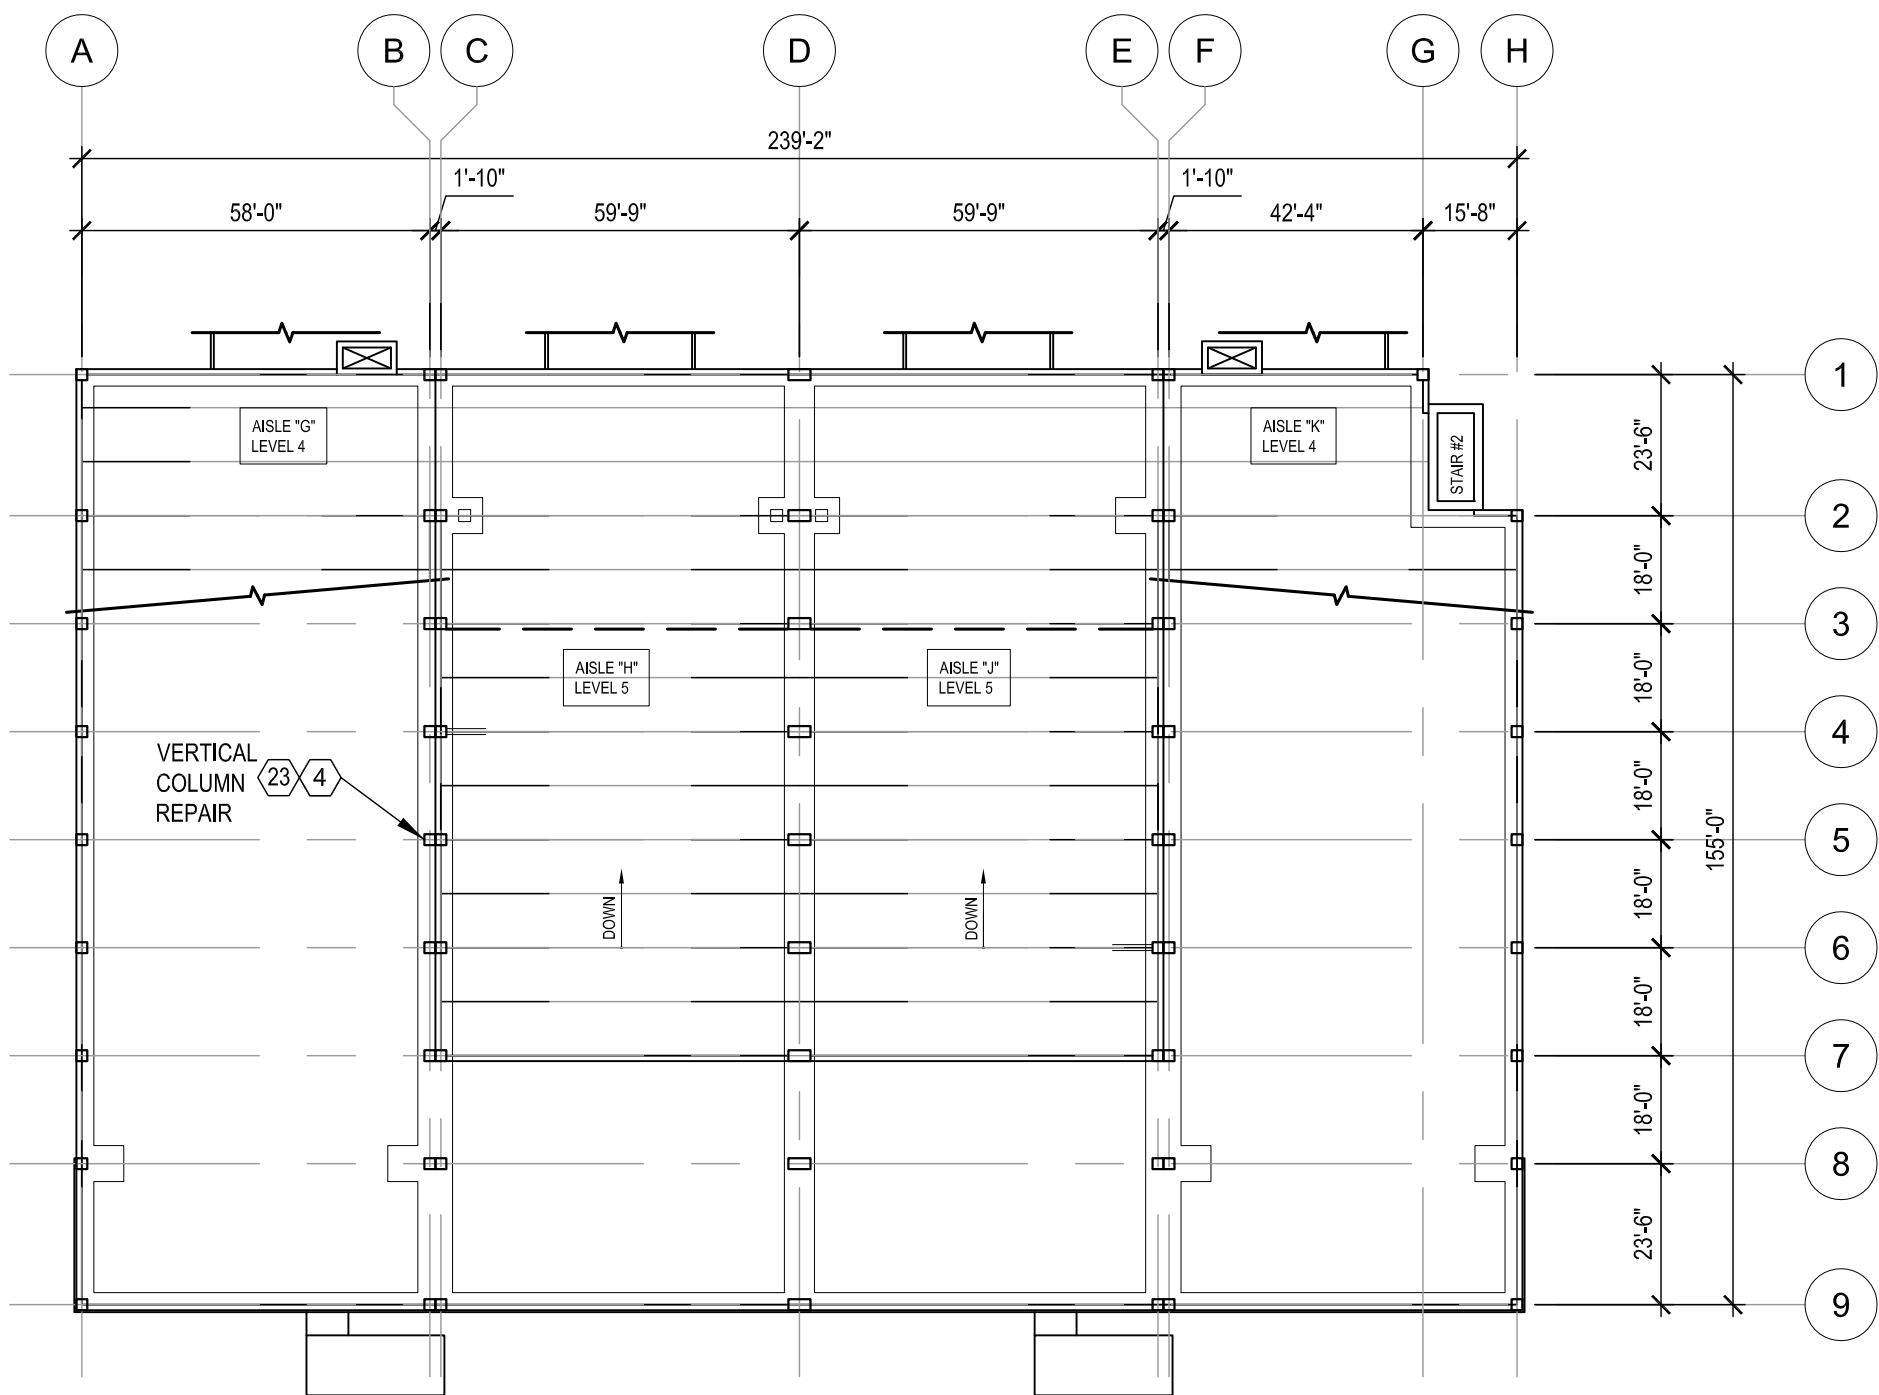 A
B
C
D
E
F
G
H
239'-2"
1'-10"
1'-10"
58'-0"
59'-9"
59'-9"
42'-4"
15'-8"
1
AISLE "G"
LEVEL 4
AISLE "K"
LEVEL 4
STAIR #2
23'-6"
2
18'-0"
3
AISLE "H"
LEVEL 5
AISLE "J"
LEVEL 5
18'-0"
4
VERTICAL
COLUMN
REPAIR
23
4
18'-0"
155'-0"
5
DOWN
DOWN
18'-0"
6
18'-0"
7
18'-0"
8
23'-6"
9